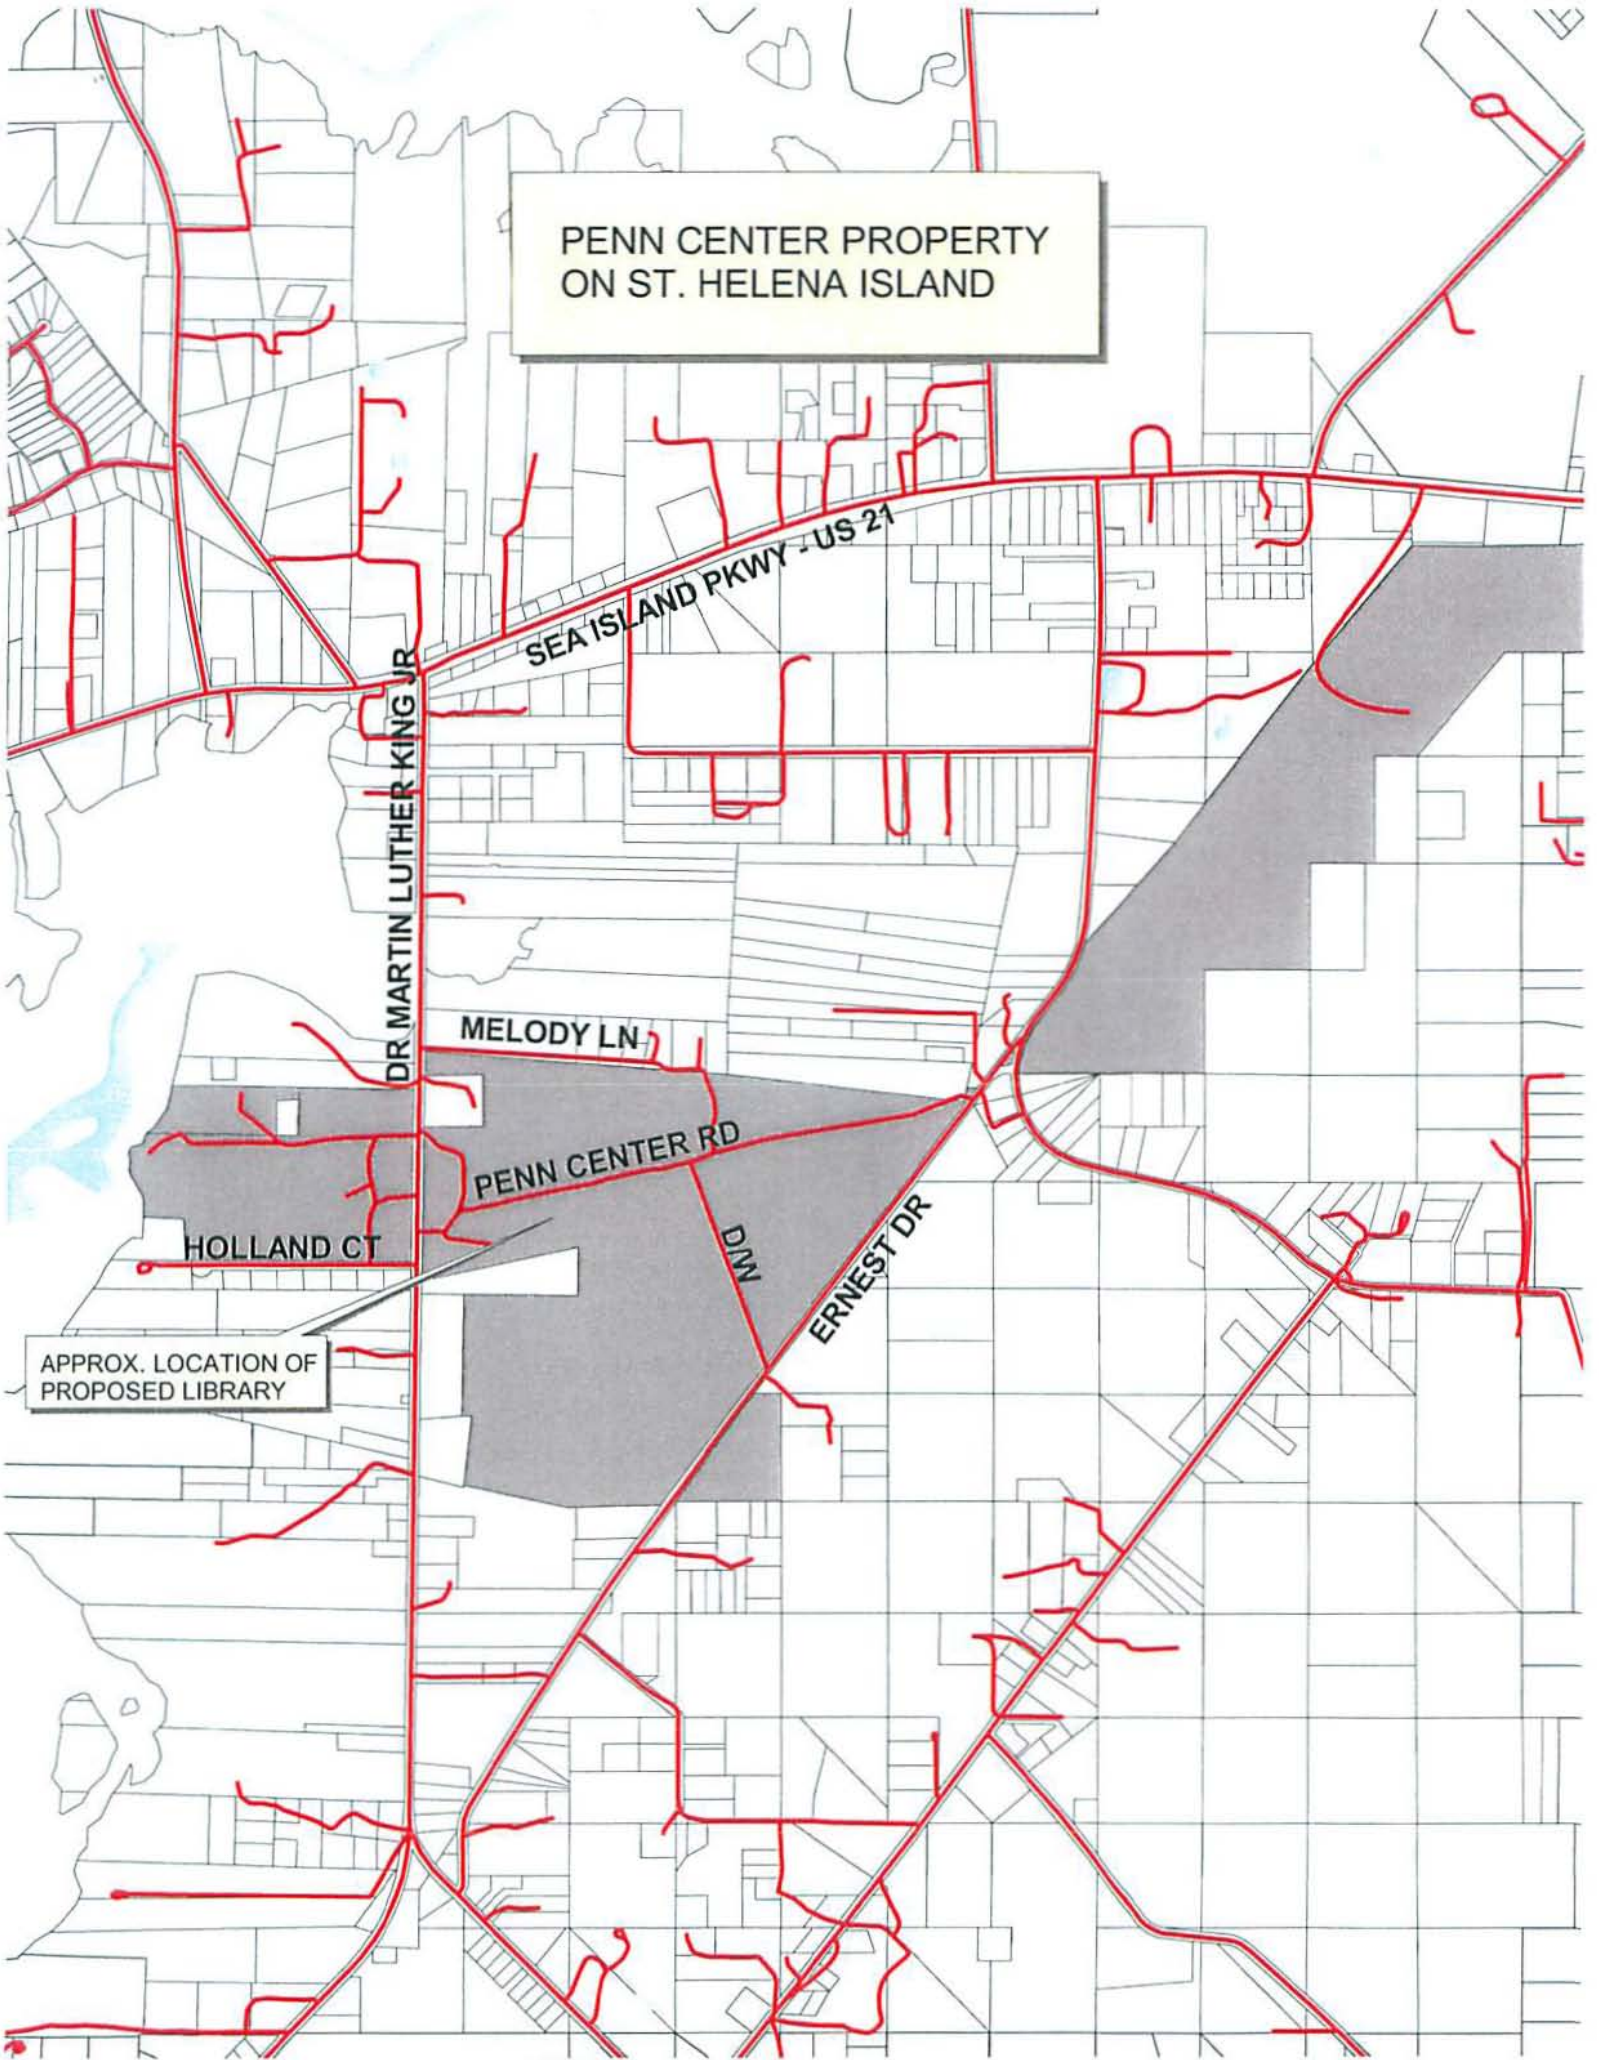 PENN CENTER PROPERTY
ON ST. HELENA ISLAND
SEA ISLAND PKWY - US 21
DR MARTIN LUTHER KING JR
MELODY LN
PENN CENTER RD
HOLLAND CT
D/W
ERNEST DR
APPROX. LOCATION OF
PROPOSED LIBRARY